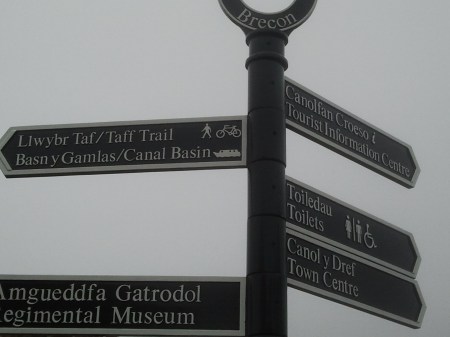 Brecon
Llwybr Taf/Taff Trail
Basn y Gamlas/Canal Basin
Canolfan Croeso i
Tourist Information Centre
Toiledau
Toilets
Canol y Dref
Town Centre
Amgueddfa Gatrodol
Regimental Museum